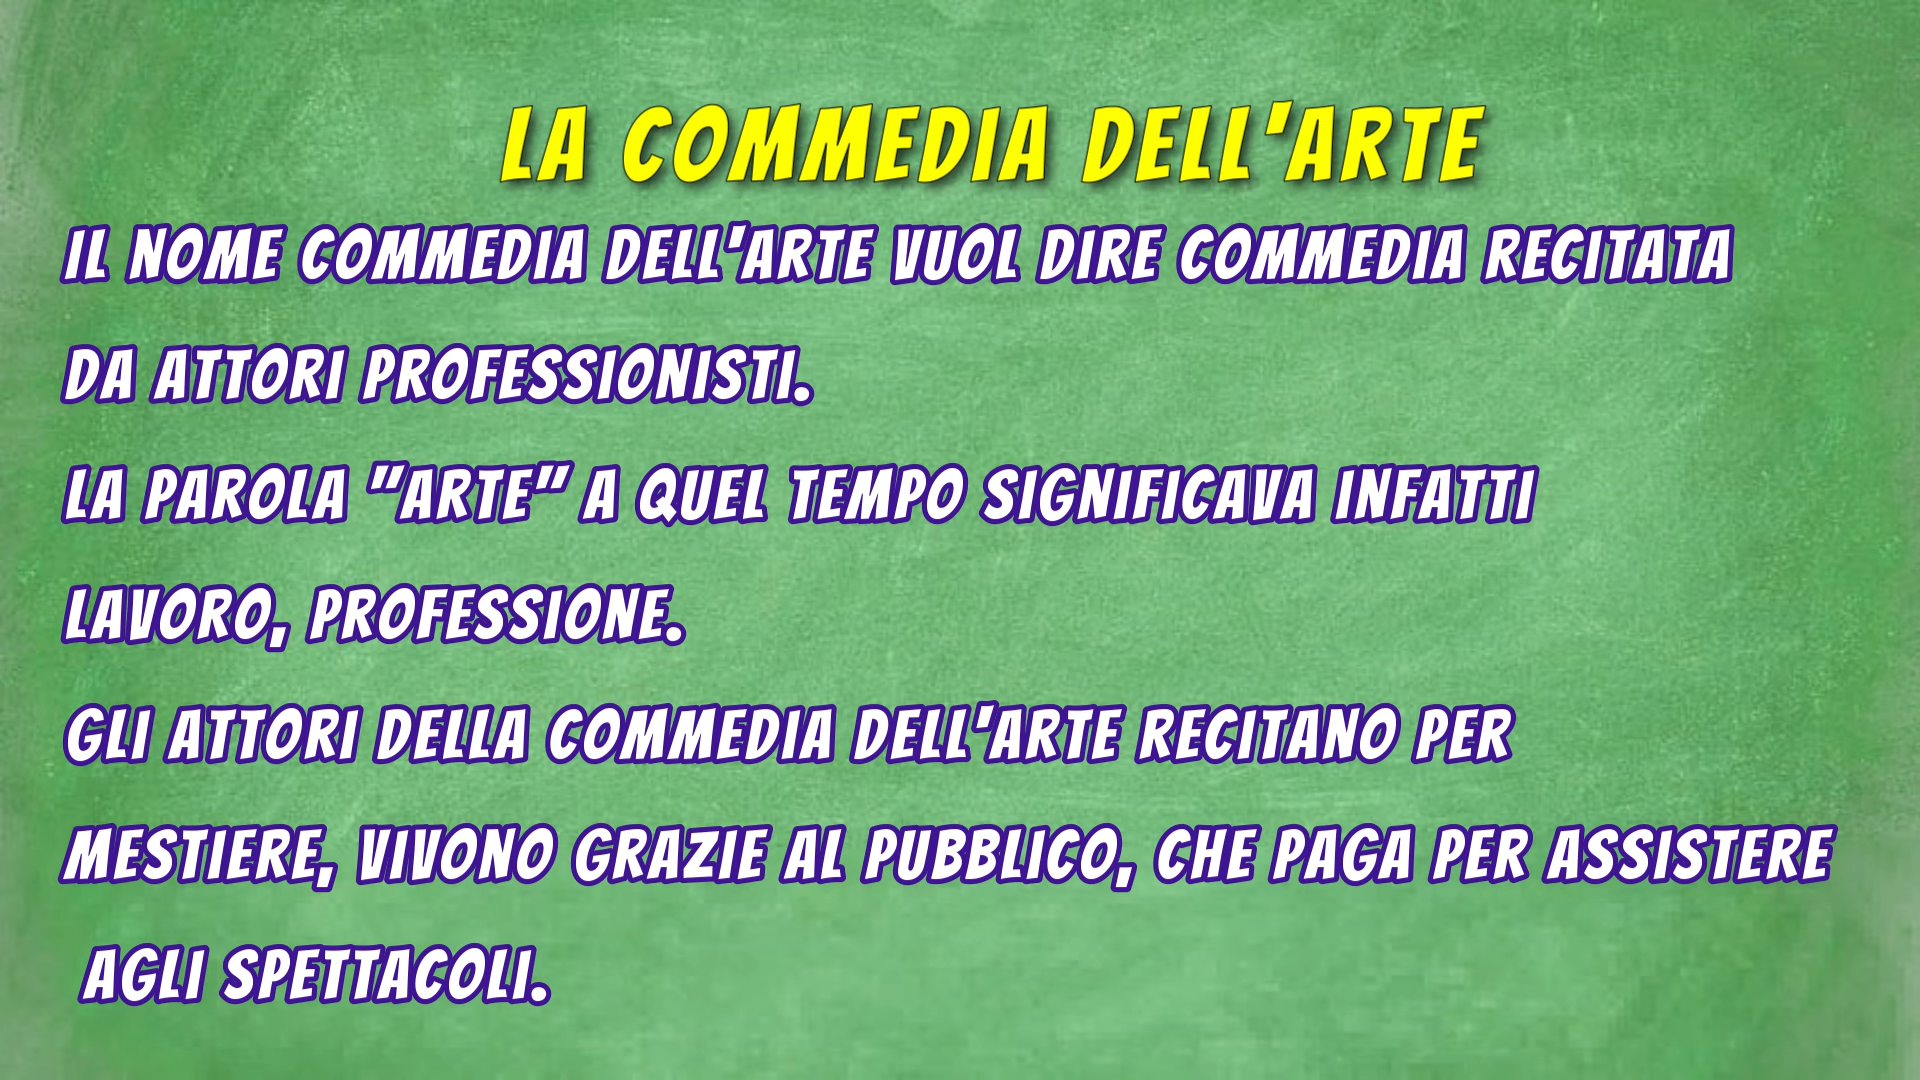 LA COMMEDIA DELL'ARTE
IL NOME COMMEDIA DELL'ARTE VUOL DIRE COMMEDIA RECITATA
DA ATTORI PROFESSIONISTI.
LA PAROLA "ARTE" A QUEL TEMPO SIGNIFICAVA INFATTI
LAVORO, PROFESSIONE.
GLI ATTORI DELLA COMMEDIA DELL'ARTE RECITANO PER
MESTIERE, VIVONO GRAZIE AL PUBBLICO, CHE PAGA PER ASSISTERE
AGLI SPETTACOLI.